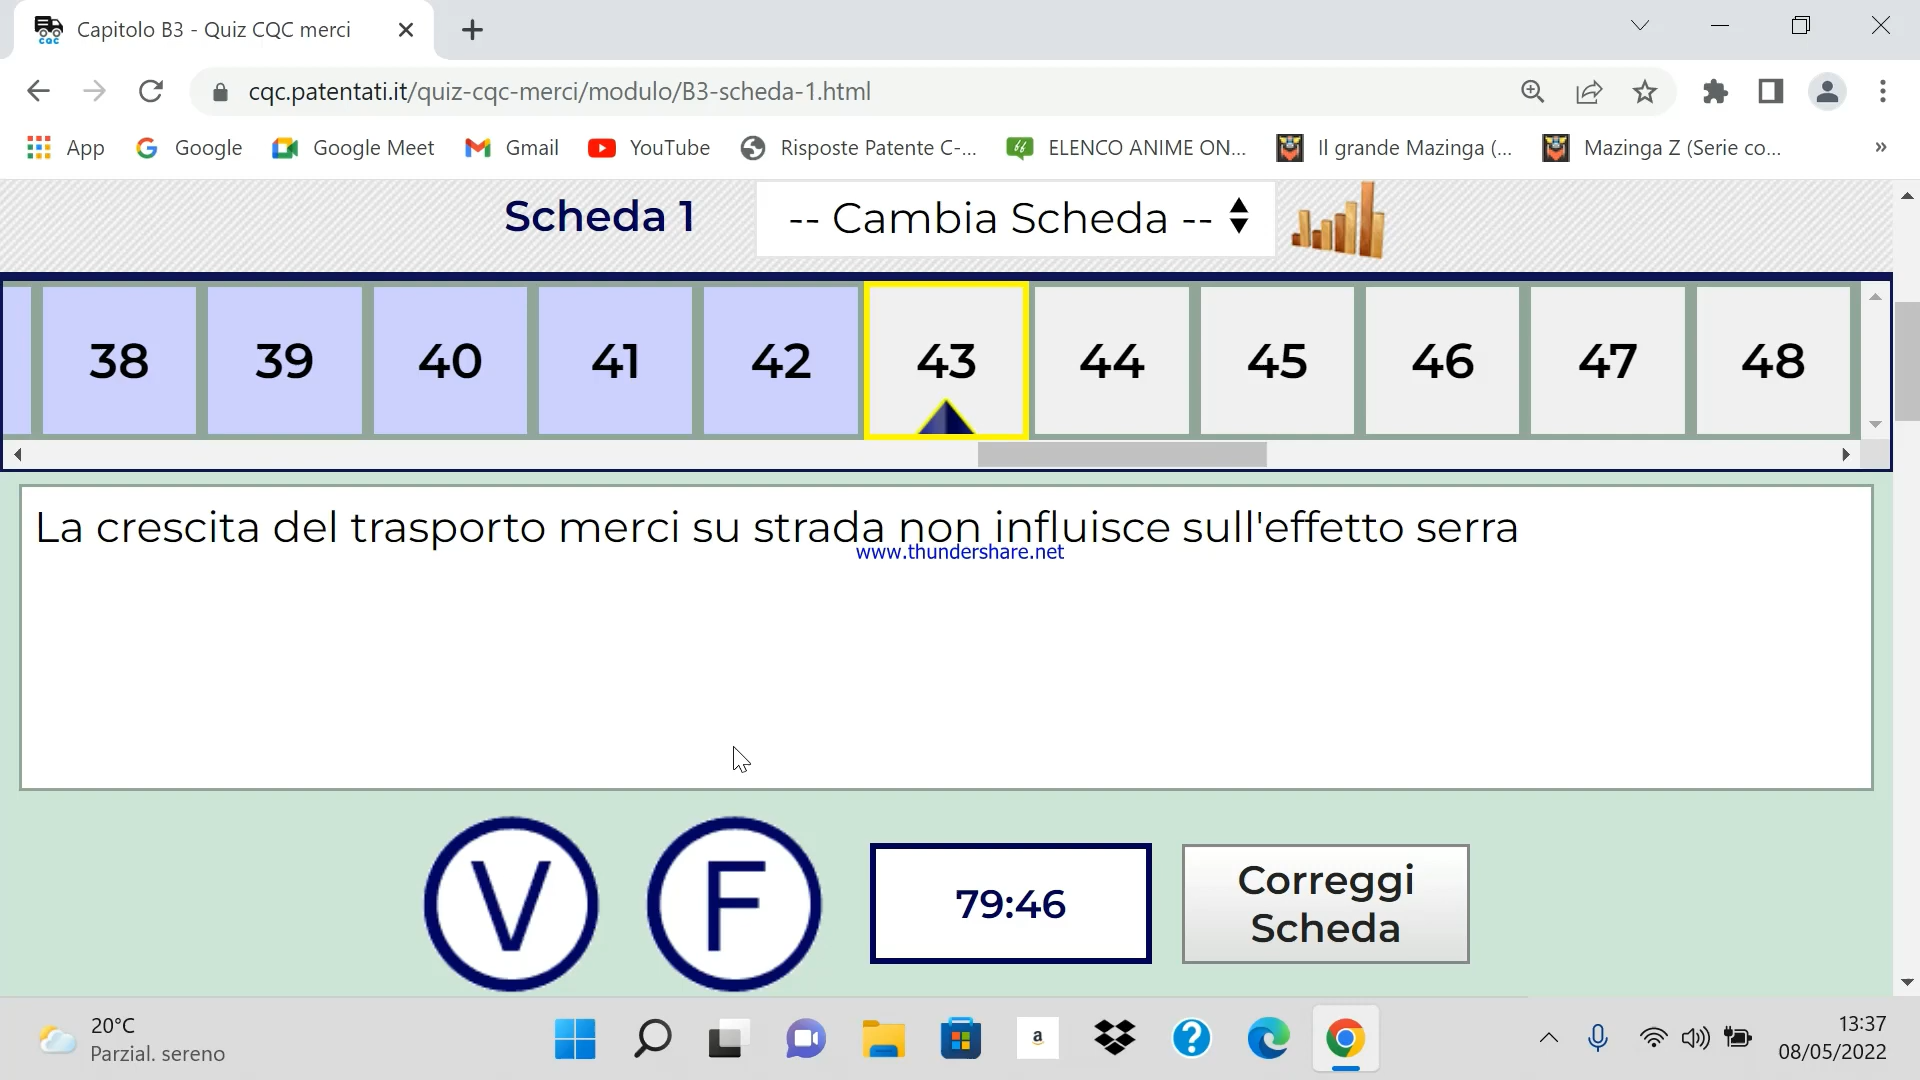 Capitolo B3 - Quiz CQC merci
cqc.patentati.it/quiz-cqc-merci/modulo/B3-scheda-1.html
App Google Google Meet Gmail YouTube Risposte Patente C-... ELENCO ANIME ON... Il grande Mazinga (... Mazinga Z (Serie co... »
Scheda 1 -- Cambia Scheda --
38 39 40 41 42 43 44 45 46 47 48
La crescita del trasporto merci su strada non influisce sull'effetto serra
www.thundershare.net
V F 79:46 Correggi
Scheda
20°C
Parzial. sereno
13:37
08/05/2022